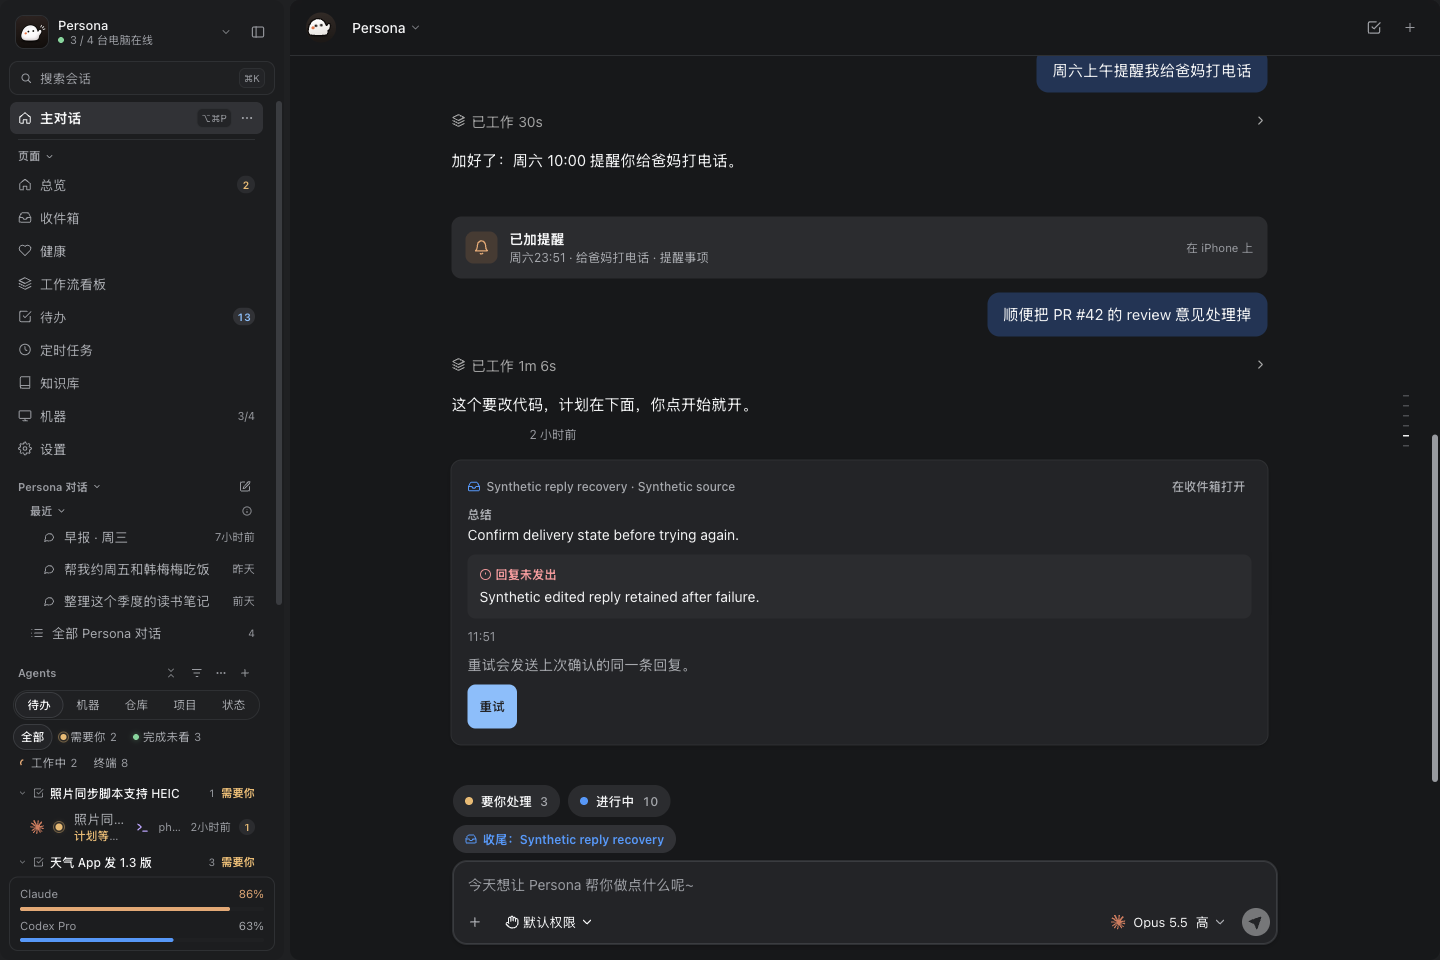 Persona
3 / 4 台电脑在线
搜索会话
⌘K
主对话
⌥⌘P
页面
总览
2
收件箱
健康
工作流看板
待办
13
定时任务
知识库
机器
3/4
设置
Persona 对话
最近
早报 · 周三
7小时前
帮我约周五和韩梅梅吃饭
昨天
整理这个季度的读书笔记
前天
全部 Persona 对话
4
Agents
待办
机器
仓库
项目
状态
全部
需要你 2
完成未看 3
工作中 2
终端 8
照片同步脚本支持 HEIC
1
需要你
照片同...
计划等...
ph...
2小时前
1
天气 App 发 1.3 版
3
需要你
Claude
86%
Codex Pro
63%
Persona
周六上午提醒我给爸妈打电话
已工作 30s
加好了：周六 10:00 提醒你给爸妈打电话。
已加提醒
周六23:51 · 给爸妈打电话 · 提醒事项
在 iPhone 上
顺便把 PR #42 的 review 意见处理掉
已工作 1m 6s
这个要改代码，计划在下面，你点开始就开。
2 小时前
Synthetic reply recovery · Synthetic source
在收件箱打开
总结
Confirm delivery state before trying again.
回复未发出
Synthetic edited reply retained after failure.
11:51
重试会发送上次确认的同一条回复。
重试
要你处理 3
进行中 10
收尾：Synthetic reply recovery
今天想让 Persona 帮你做点什么呢~
默认权限
Opus 5.5 高